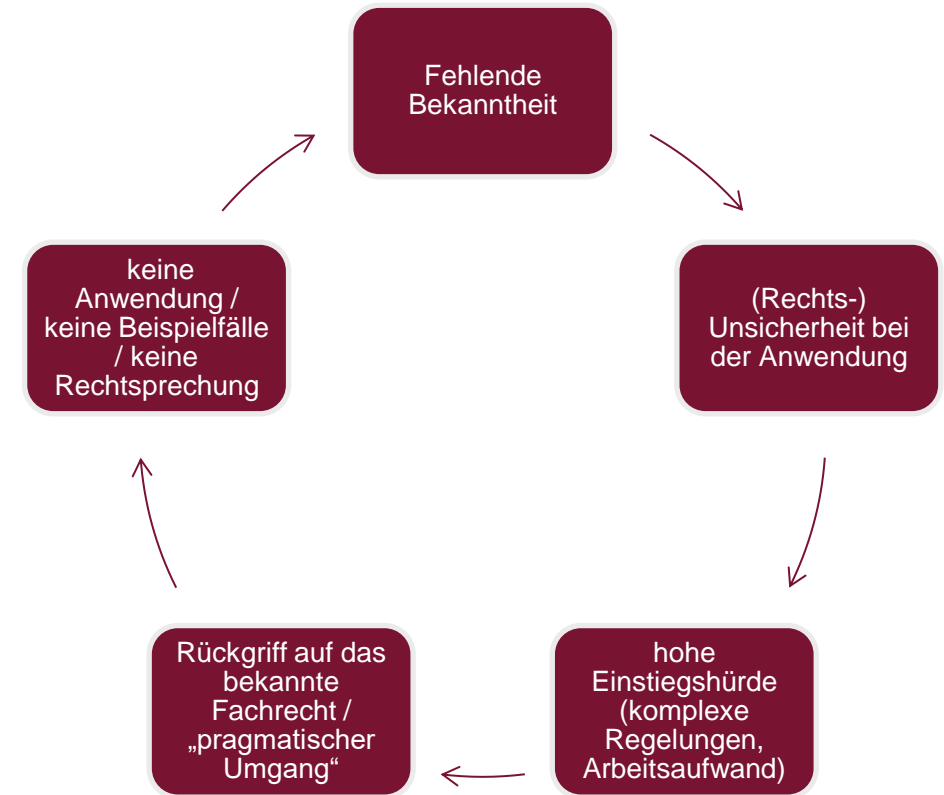 Fehlende
Bekanntheit
(Rechts-)
Unsicherheit bei
der Anwendung
hohe
Einstiegshürde
(komplexe
Regelungen,
Arbeitsaufwand)
Rückgriff auf das
bekannte
Fachrecht /
„pragmatischer
Umgang“
keine
Anwendung /
keine Beispielfälle
/ keine
Rechtsprechung